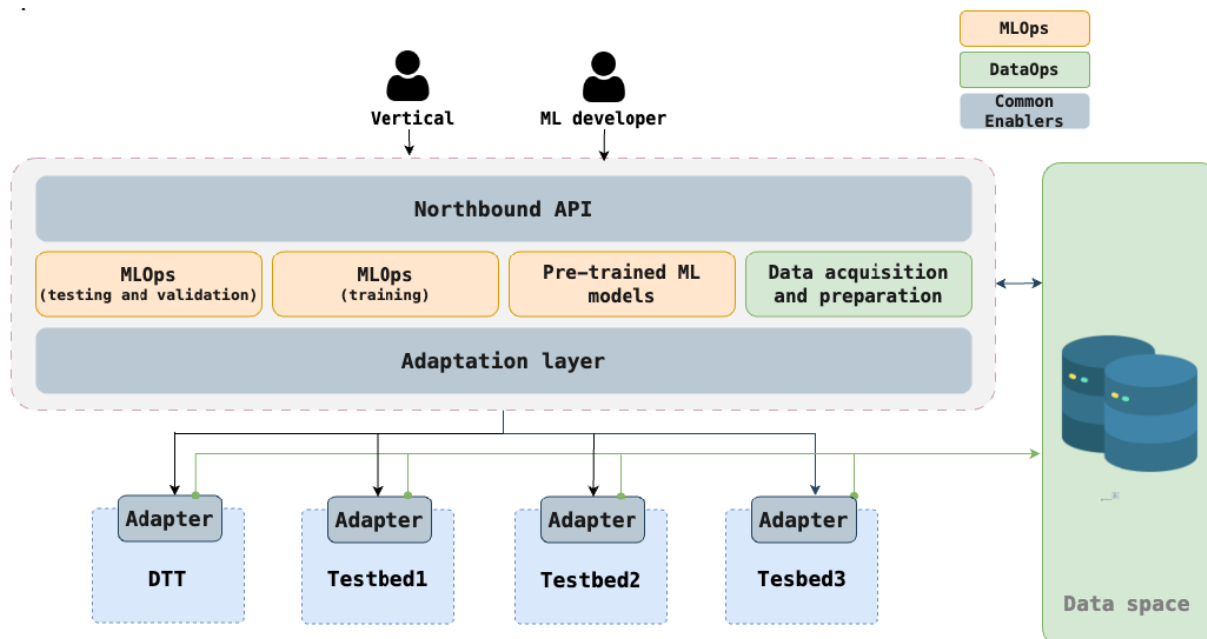 MLOps
DataOps
Common
Enablers
Vertical
ML developer
Northbound API
MLOps
(testing and validation)
MLOps
(training)
Pre-trained ML
models
Data acquisition
and preparation
Adaptation layer
Adapter
Adapter
Adapter
Adapter
DTT
Testbed1
Testbed2
Tesbed3
Data space